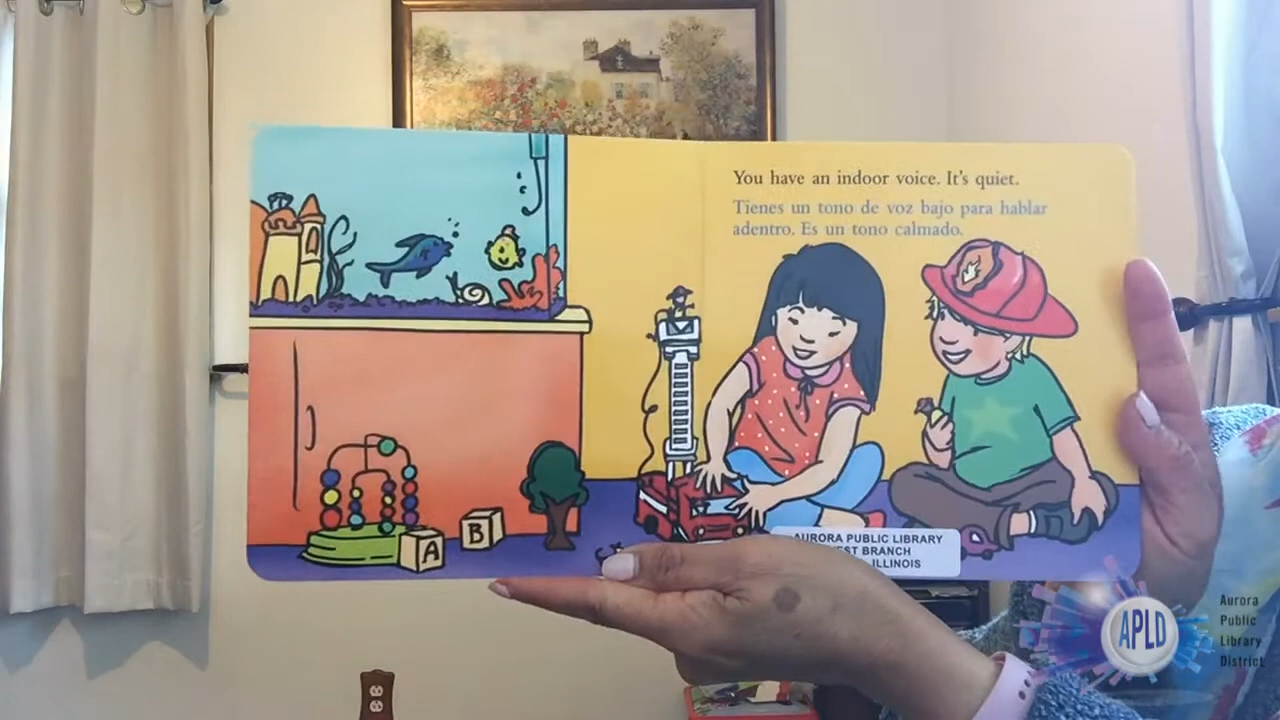 You have an indoor voice. It's quiet.
Tienes un tono de voz bajo para hablar
adentro. Es un tono calmado.
A
B
AURORA PUBLIC LIBRARY
BRANCH
ILLINOIS
APLD
Aurora
Public
Library
District